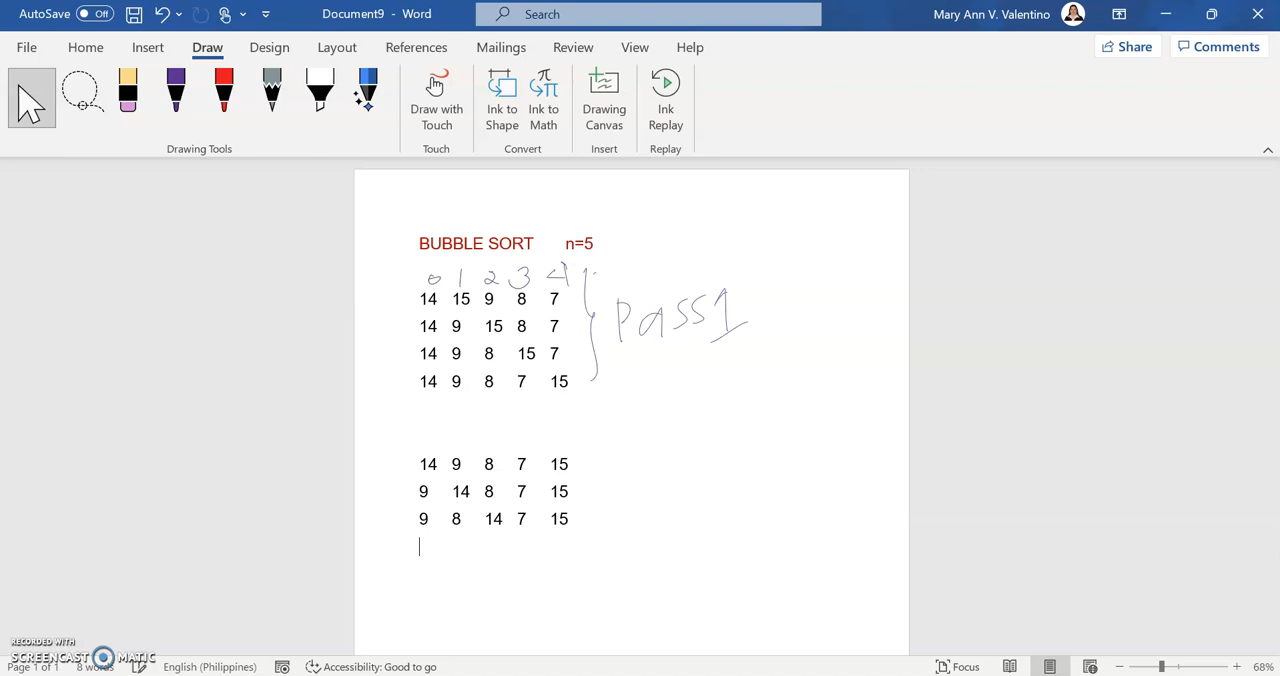 AutoSave Off Document9 - Word Search Mary Ann V. Valentino
File Home Insert Draw Design Layout References Mailings Review View Help Share Comments
Draw with Touch Ink to Shape Ink to Math Drawing Canvas Ink Replay
Drawing Tools Touch Convert Insert Replay
BUBBLE SORT n=5
0 1 2 3 4
14 15 9 8 7
14 9 15 8 7
14 9 8 15 7
14 9 8 7 15
Pass1
14 9 8 7 15
9 14 8 7 15
9 8 14 7 15
RECORDED WITH
SCREENCAST MATIC
Page 1 of 1 8 words English (Philippines) Accessibility: Good to go Focus 68%